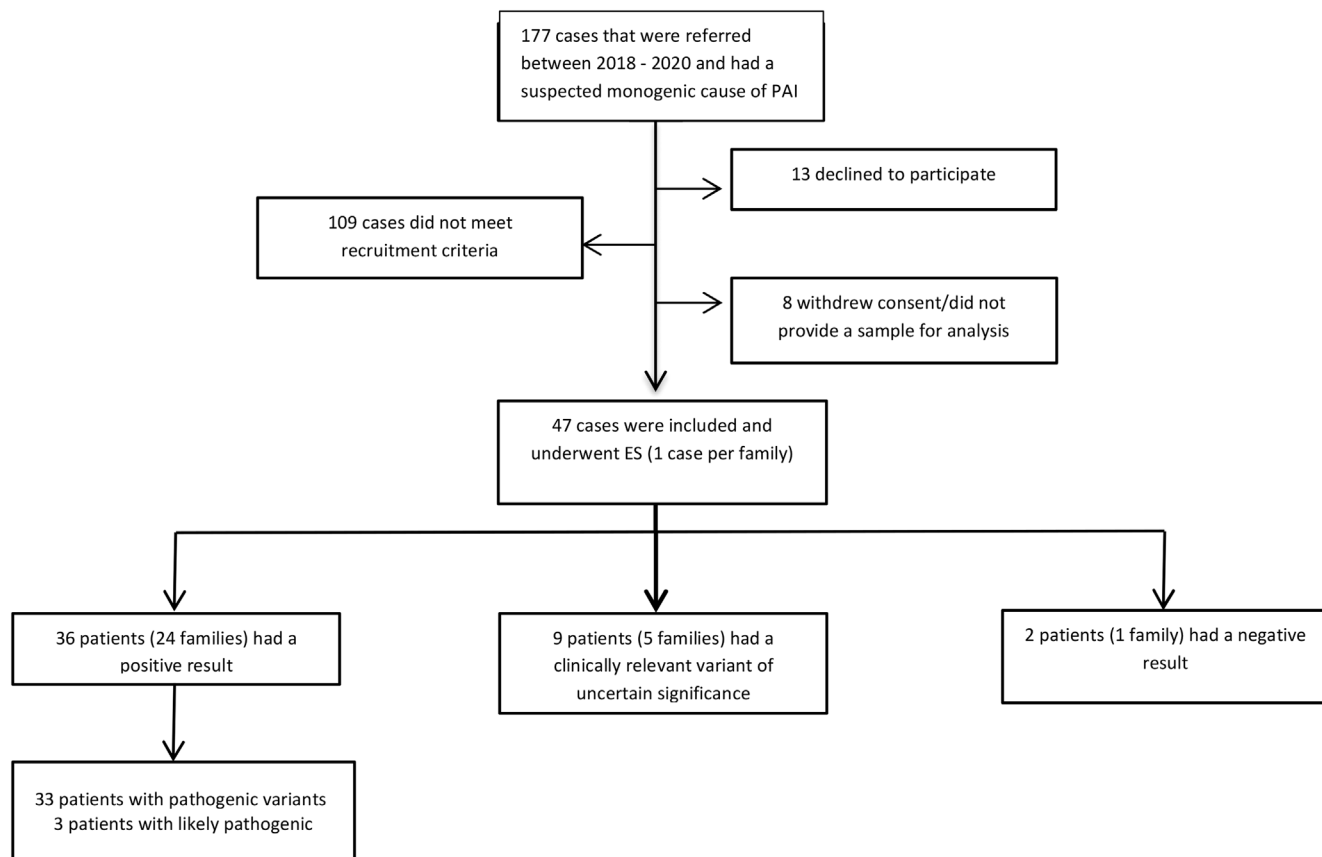 177 cases that were referred
between 2018 - 2020 and had a
suspected monogenic cause of PAI
13 declined to participate
109 cases did not meet
recruitment criteria
8 withdrew consent/did not
provide a sample for analysis
47 cases were included and
underwent ES (1 case per family)
36 patients (24 families) had a
positive result
9 patients (5 families) had a
clinically relevant variant of
uncertain significance
2 patients (1 family) had a negative
result
33 patients with pathogenic variants
3 patients with likely pathogenic